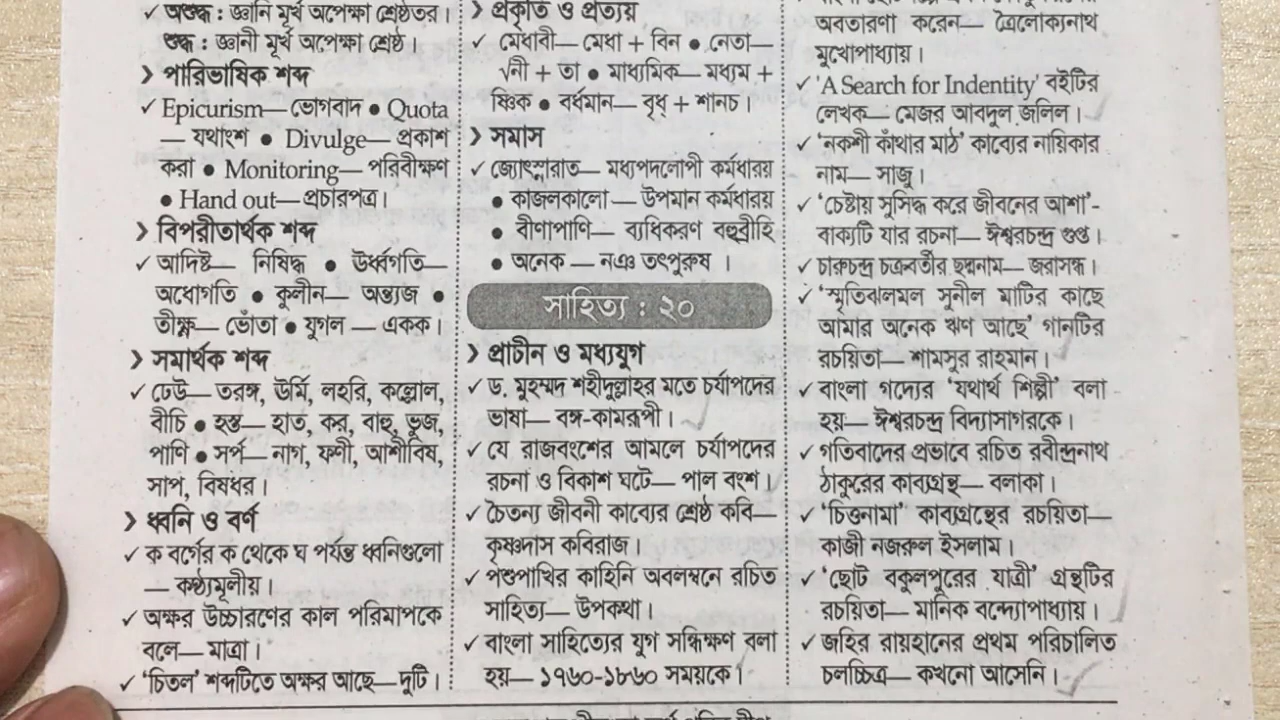 ✓ অশুদ্ধ : জ্ঞানি মূর্খ অপেক্ষা শ্রেষ্ঠতর।
শুদ্ধ : জ্ঞানী মূর্খ অপেক্ষা শ্রেষ্ঠ।
❯ পারিভাষিক শব্দ
✓ Epicurism— ভোগবাদ ● Quota
— যথাংশ ● Divulge— প্রকাশ
করা ● Monitoring— পরিবীক্ষণ
● Hand out—প্রচারপত্র।
❯ বিপরীতার্থক শব্দ
✓ আদিষ্ট— নিষিদ্ধ ● ঊর্ধ্বগতি—
অধোগতি ● কুলীন— অন্ত্যজ ●
তীক্ষ্ণ— ভোঁতা ● যুগল — একক।
❯ সমার্থক শব্দ
✓ ঢেউ— তরঙ্গ, ঊর্মি, লহরি, কল্লোল,
বীচি ● হস্ত— হাত, কর, বাহু, ভুজ,
পাণি ● সর্প— নাগ, ফণী, আশীবিষ,
সাপ, বিষধর।
❯ ধ্বনি ও বর্ণ
✓ ক বর্গের ক থেকে ঘ পর্যন্ত ধ্বনিগুলো
— কণ্ঠ্যমূলীয়।
✓ অক্ষর উচ্চারণের কাল পরিমাপকে
বলে— মাত্রা।
✓ ‘চিতল’ শব্দটিতে অক্ষর আছে—দুটি।
❯ প্রকৃতি ও প্রত্যয়
✓ মেধাবী— মেধা + বিন ● নেতা—
√নী + তা ● মাধ্যমিক— মধ্যম +
ষ্ণিক ● বর্ধমান— বৃধ্ + শানচ।
❯ সমাস
✓ জ্যোৎস্নারাত— মধ্যপদলোপী কর্মধারয়
● কাজলকালো — উপমান কর্মধারয়
● বীণাপাণি— ব্যধিকরণ বহুব্রীহি
● অনেক — নঞ তৎপুরুষ ।
সাহিত্য : ২০
❯ প্রাচীন ও মধ্যযুগ
✓ ড. মুহম্মদ শহীদুল্লাহর মতে চর্যাপদের
ভাষা— বঙ্গ-কামরূপী।
✓ যে রাজবংশের আমলে চর্যাপদের
রচনা ও বিকাশ ঘটে— পাল বংশ।
✓ চৈতন্য জীবনী কাব্যের শ্রেষ্ঠ কবি—
কৃষ্ণদাস কবিরাজ।
✓ পশুপাখির কাহিনি অবলম্বনে রচিত
সাহিত্য— উপকথা।
✓ বাংলা সাহিত্যের যুগ সন্ধিক্ষণ বলা
হয়— ১৭৬০-১৮৬০ সময়কে।
অবতারণা করেন— ত্রৈলোক্যনাথ
মুখোপাধ্যায়।
✓ ‘A Search for Indentity’ বইটির
লেখক— মেজর আবদুল জলিল।
✓ ‘নকশী কাঁথার মাঠ’ কাব্যের নায়িকার
নাম— সাজু।
✓ ‘চেষ্টায় সুসিদ্ধ করে জীবনের আশা’-
বাক্যটি যার রচনা— ঈশ্বরচন্দ্র গুপ্ত।
✓ চারুচন্দ্র চক্রবর্তীর ছদ্মনাম— জরাসন্ধ।
✓ ‘স্মৃতিঝলমল সুনীল মাটির কাছে
আমার অনেক ঋণ আছে’ গানটির
রচয়িতা— শামসুর রাহমান।
✓ বাংলা গদ্যের ‘যথার্থ শিল্পী’ বলা
হয়— ঈশ্বরচন্দ্র বিদ্যাসাগরকে।
✓ গতিবাদের প্রভাবে রচিত রবীন্দ্রনাথ
ঠাকুরের কাব্যগ্রন্থ— বলাকা।
✓ ‘চিত্তনামা’ কাব্যগ্রন্থের রচয়িতা—
কাজী নজরুল ইসলাম।
✓ ‘ছোট বকুলপুরের যাত্রী’ গ্রন্থটির
রচয়িতা— মানিক বন্দ্যোপাধ্যায়।
✓ জহির রায়হানের প্রথম পরিচালিত
চলচ্চিত্র— কখনো আসেনি।